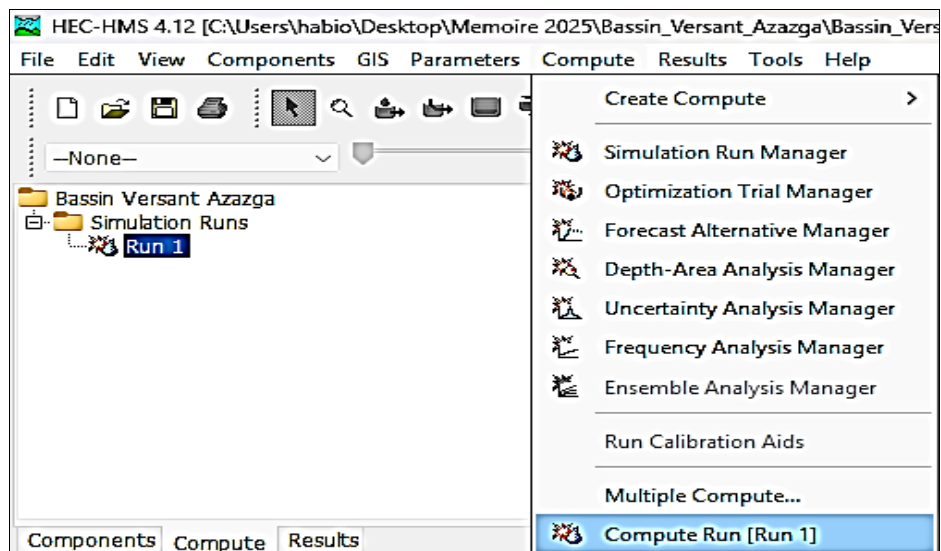 HEC-HMS 4.12 [C:\Users\habio\Desktop\Memoire 2025\Bassin_Versant_Azazga\Bassin_Vers
File Edit View Components GIS Parameters Compute Results Tools Help
--None--
Bassin Versant Azazga
Simulation Runs
Run 1
Components Compute Results
Create Compute >
Simulation Run Manager
Optimization Trial Manager
Forecast Alternative Manager
Depth-Area Analysis Manager
Uncertainty Analysis Manager
Frequency Analysis Manager
Ensemble Analysis Manager
Run Calibration Aids
Multiple Compute...
Compute Run [Run 1]